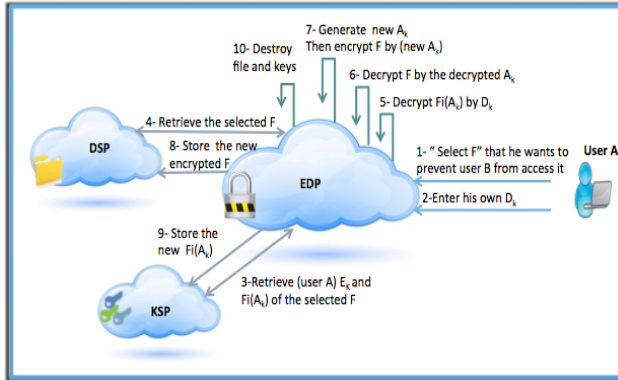 7- Generate new Ak
Then encrypt F by (new Ak)
10- Destroy
file and keys
6- Decrypt F by the decrypted Ak
5- Decrypt Fi(Ak) by Dk
4- Retrieve the selected F
8- Store the new
encrypted F
DSP
EDP
1- “ Select F” that he wants to
prevent user B from access it
User A
2-Enter his own Dk
9- Store the
new Fi(Ak)
3-Retrieve (user A) EK and
Fi(Ak) of the selected F
KSP